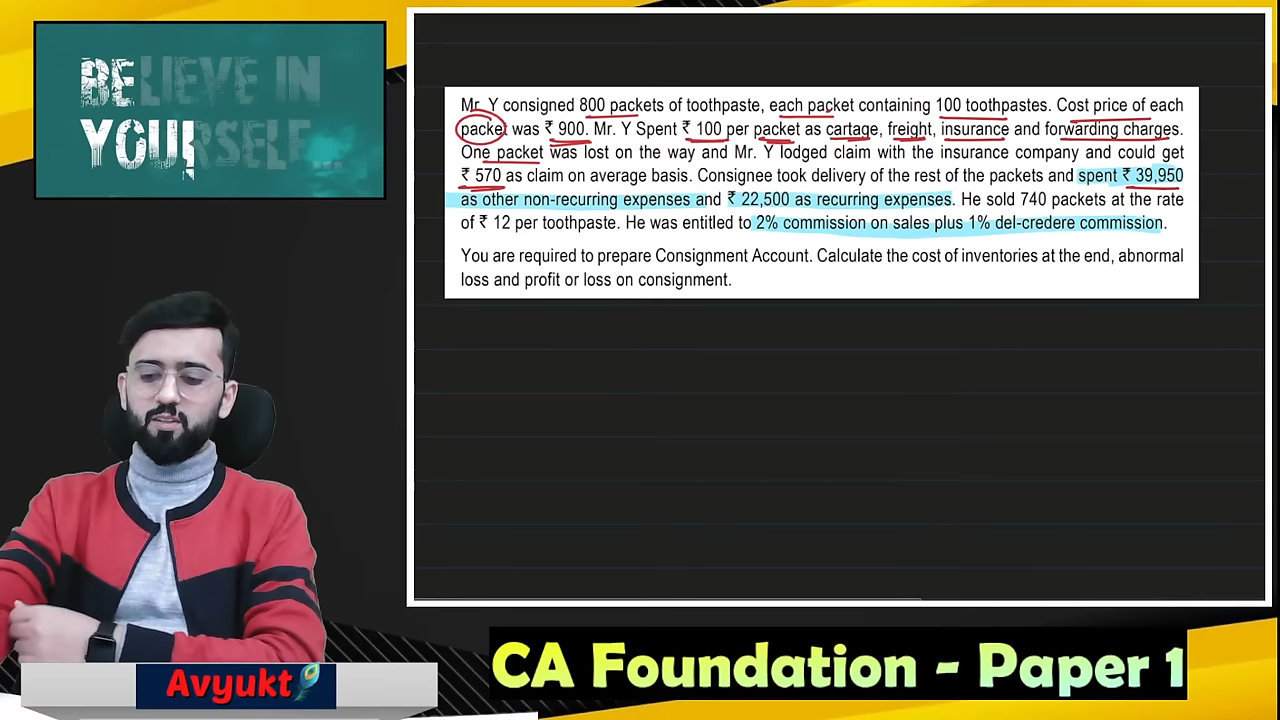 BELIEVE IN
YOURSELF...
Mr. Y consigned 800 packets of toothpaste, each packet containing 100 toothpastes. Cost price of each
packet was ₹ 900. Mr. Y Spent ₹ 100 per packet as cartage, freight, insurance and forwarding charges.
One packet was lost on the way and Mr. Y lodged claim with the insurance company and could get
₹ 570 as claim on average basis. Consignee took delivery of the rest of the packets and spent ₹ 39,950
as other non-recurring expenses and ₹ 22,500 as recurring expenses. He sold 740 packets at the rate
of ₹ 12 per toothpaste. He was entitled to 2% commission on sales plus 1% del-credere commission.
You are required to prepare Consignment Account. Calculate the cost of inventories at the end, abnormal
loss and profit or loss on consignment.
Avyukt
CA Foundation - Paper 1